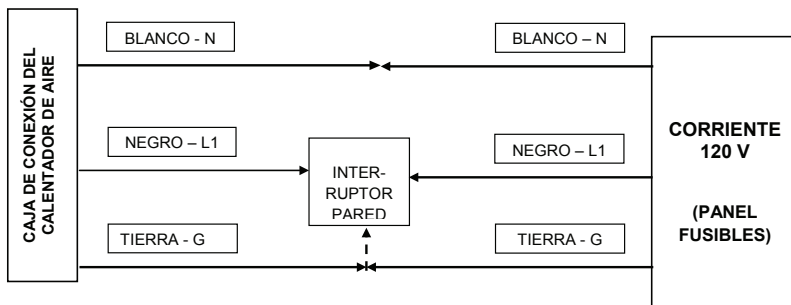 CAJA DE CONEXIÓN DEL
CALENTADOR DE AIRE
BLANCO - N
BLANCO – N
NEGRO – L1
INTER-
RUPTOR
PARED
NEGRO – L1
TIERRA - G
TIERRA - G
CORRIENTE
120 V
(PANEL
FUSIBLES)